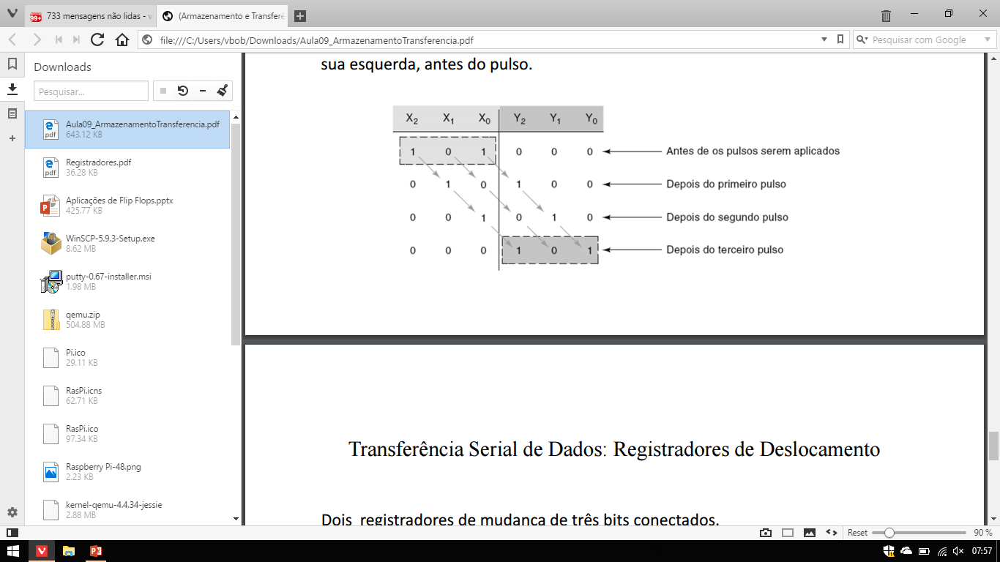 99+ 733 mensagens não lidas - v
(Armazenamento e Transferê
file:///C:/Users/vbob/Downloads/Aula09_ArmazenamentoTransferencia.pdf
Pesquisar com Google
Downloads
Pesquisar...
Aula09_ArmazenamentoTransferencia.pdf
643.12 KB
Registradores.pdf
36.28 KB
Aplicações de Flip Flops.pptx
425.77 KB
WinSCP-5.9.3-Setup.exe
8.62 MB
putty-0.67-installer.msi
1.98 MB
qemu.zip
504.88 MB
Pi.ico
29.11 KB
RasPi.icns
62.71 KB
RasPi.ico
97.34 KB
Raspberry Pi-48.png
2.23 KB
kernel-qemu-4.4.34-jessie
2.88 MB
sua esquerda, antes do pulso.
X2 X1 X0 Y2 Y1 Y0
1 0 1 0 0 0 Antes de os pulsos serem aplicados
0 1 0 1 0 0 Depois do primeiro pulso
0 0 1 0 1 0 Depois do segundo pulso
0 0 0 1 0 1 Depois do terceiro pulso
Transferência Serial de Dados: Registradores de Deslocamento
Dois registradores de mudança de três bits conectados.
Reset 90 %
07:57